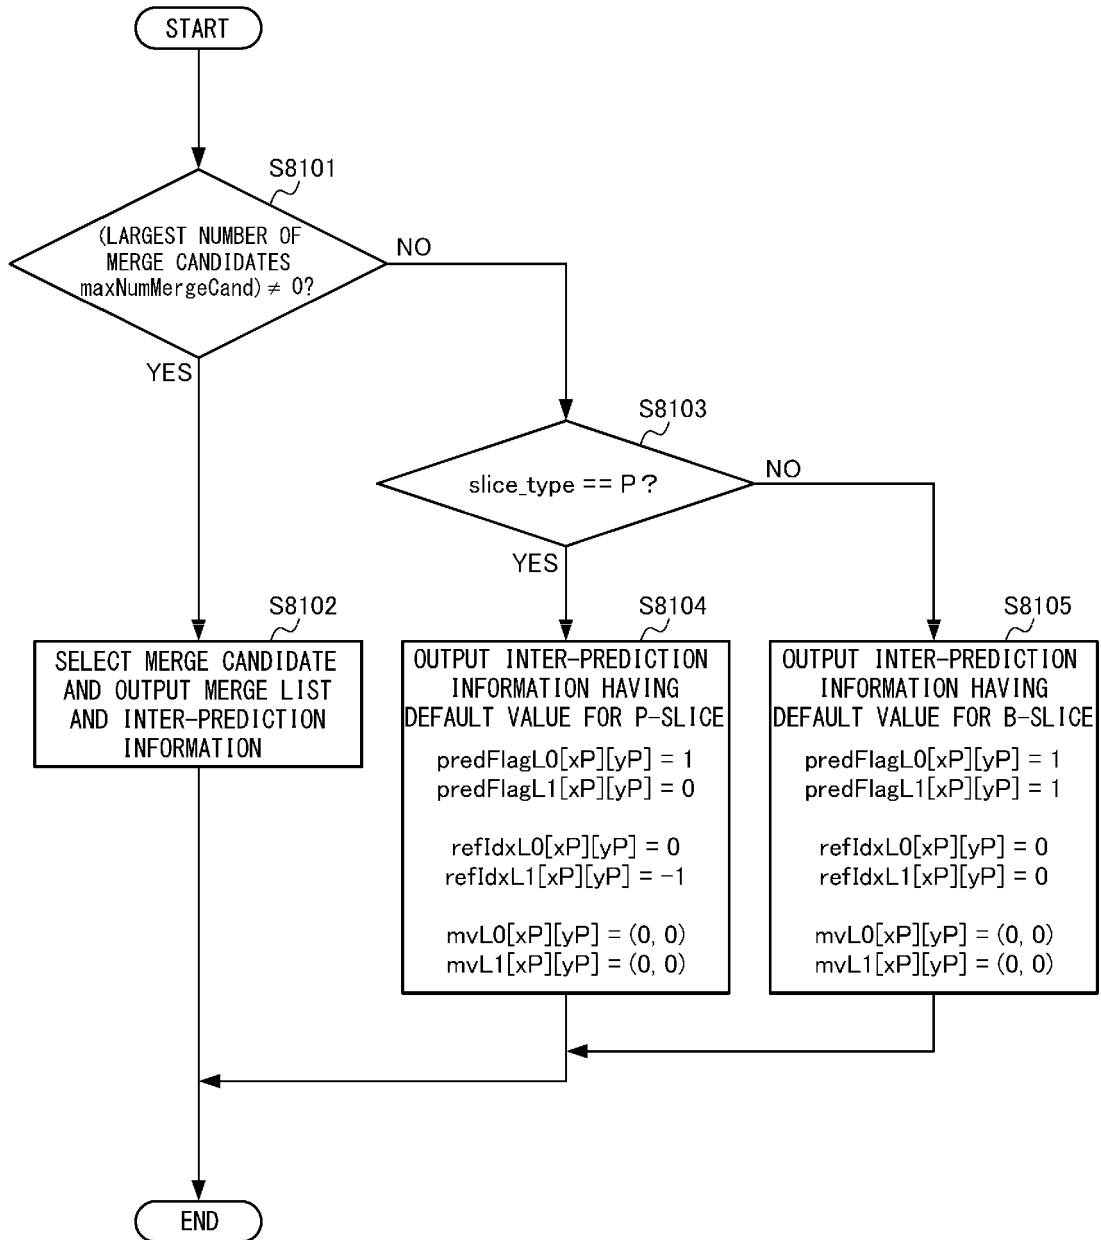 START
S8101
(LARGEST NUMBER OF
MERGE CANDIDATES
maxNumMergeCand) ≠ 0?
NO
YES
S8103
slice_type == P?
NO
YES
S8102
SELECT MERGE CANDIDATE
AND OUTPUT MERGE LIST
AND INTER-PREDICTION
INFORMATION
S8104
OUTPUT INTER-PREDICTION
INFORMATION HAVING
DEFAULT VALUE FOR P-SLICE
predFlagL0[xP][yP] = 1
predFlagL1[xP][yP] = 0
refIdxL0[xP][yP] = 0
refIdxL1[xP][yP] = -1
mvL0[xP][yP] = (0, 0)
mvL1[xP][yP] = (0, 0)
S8105
OUTPUT INTER-PREDICTION
INFORMATION HAVING
DEFAULT VALUE FOR B-SLICE
predFlagL0[xP][yP] = 1
predFlagL1[xP][yP] = 1
refIdxL0[xP][yP] = 0
refIdxL1[xP][yP] = 0
mvL0[xP][yP] = (0, 0)
mvL1[xP][yP] = (0, 0)
END